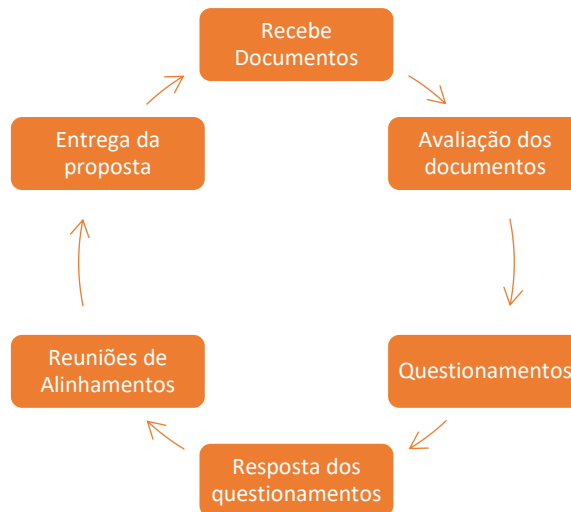 Recebe
Documentos
Avaliação dos
documentos
Questionamentos
Resposta dos
questionamentos
Reuniões de
Alinhamentos
Entrega da
proposta